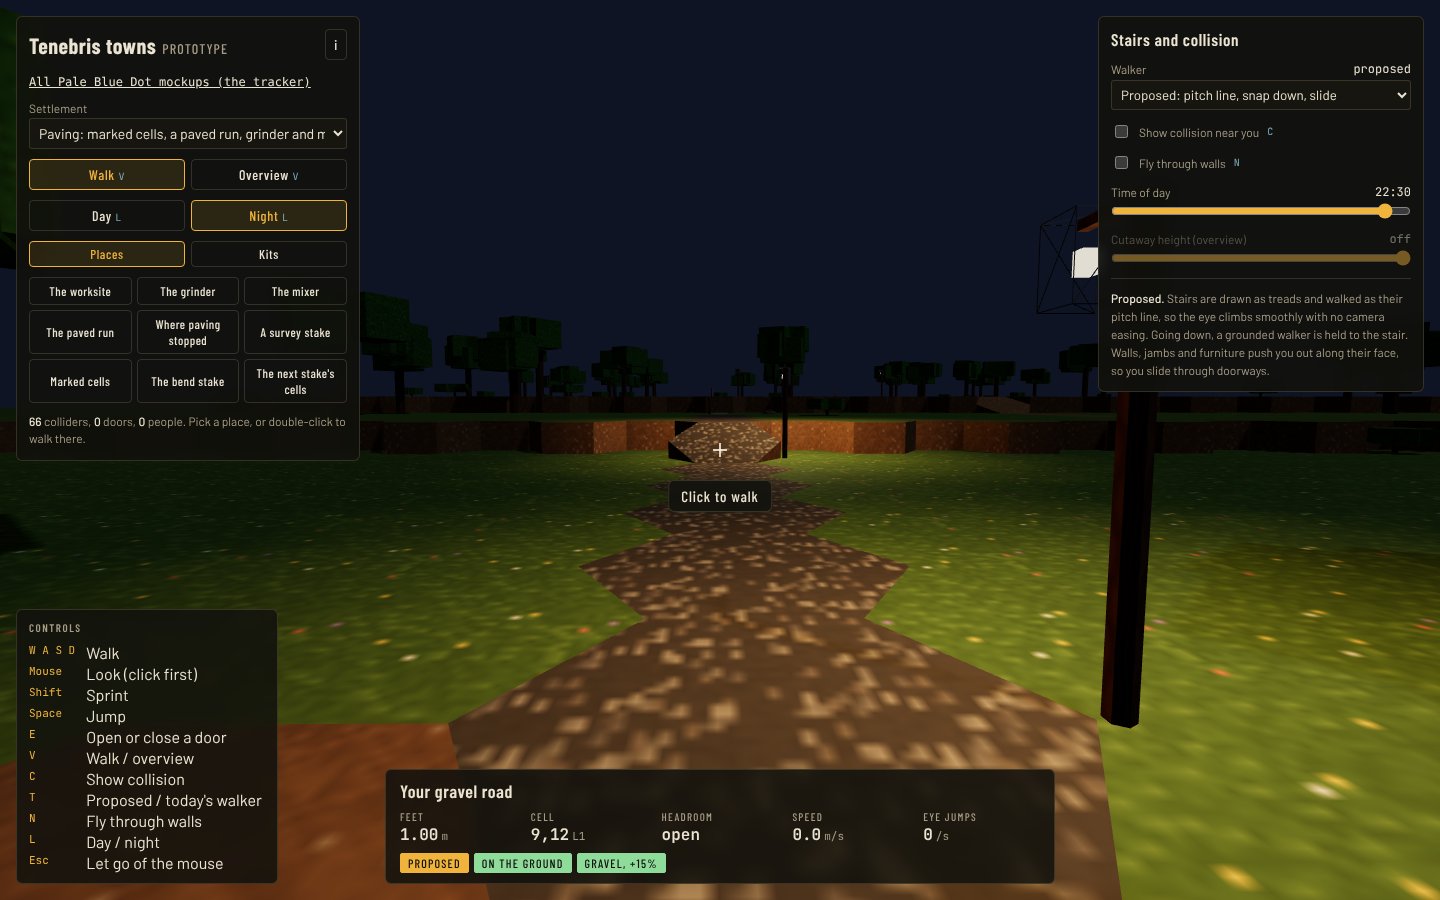 Tenebris towns PROTOTYPE
i
All Pale Blue Dot mockups (the tracker)
Settlement
Paving: marked cells, a paved run, grinder and m
Walk V
Overview V
Day L
Night L
Places
Kits
The worksite
The grinder
The mixer
The paved run
Where paving
stopped
A survey stake
Marked cells
The bend stake
The next stake's
cells
66 colliders, 0 doors, 0 people. Pick a place, or double-click to
walk there.
Stairs and collision
Walker
proposed
Proposed: pitch line, snap down, slide
Show collision near you C
Fly through walls N
Time of day
22:30
Cutaway height (overview)
off
Proposed. Stairs are drawn as treads and walked as their
pitch line, so the eye climbs smoothly with no camera
easing. Going down, a grounded walker is held to the stair.
Walls, jambs and furniture push you out along their face,
so you slide through doorways.
Click to walk
CONTROLS
W A S D Walk
Mouse Look (click first)
Shift Sprint
Space Jump
E Open or close a door
V Walk / overview
C Show collision
T Proposed / today's walker
N Fly through walls
L Day / night
Esc Let go of the mouse
Your gravel road
FEET CELL HEADROOM SPEED EYE JUMPS
1.00 m 9,12 L1 open 0.0 m/s 0 /s
PROPOSED ON THE GROUND GRAVEL, +15%